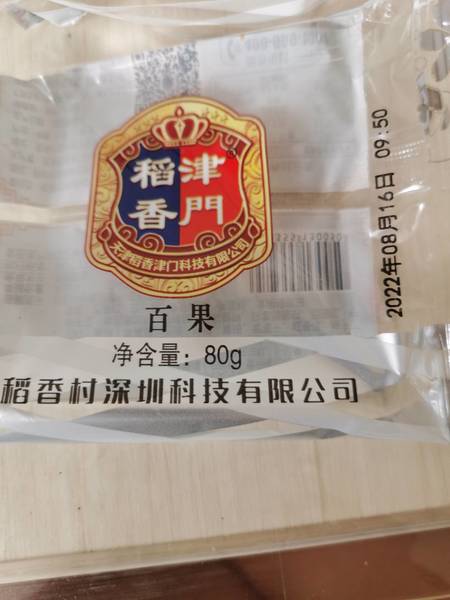 津門
稻香
®
天津稻香津门科技有限公司
百果
净含量：80g
稻香村深圳科技有限公司
2022年08月16日 09:50